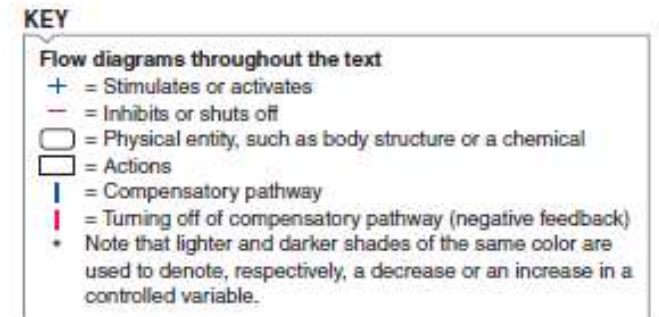 KEY
Flow diagrams throughout the text
+ = Stimulates or activates
− = Inhibits or shuts off
= Physical entity, such as body structure or a chemical
= Actions
= Compensatory pathway
= Turning off of compensatory pathway (negative feedback)
* Note that lighter and darker shades of the same color are
used to denote, respectively, a decrease or an increase in a
controlled variable.